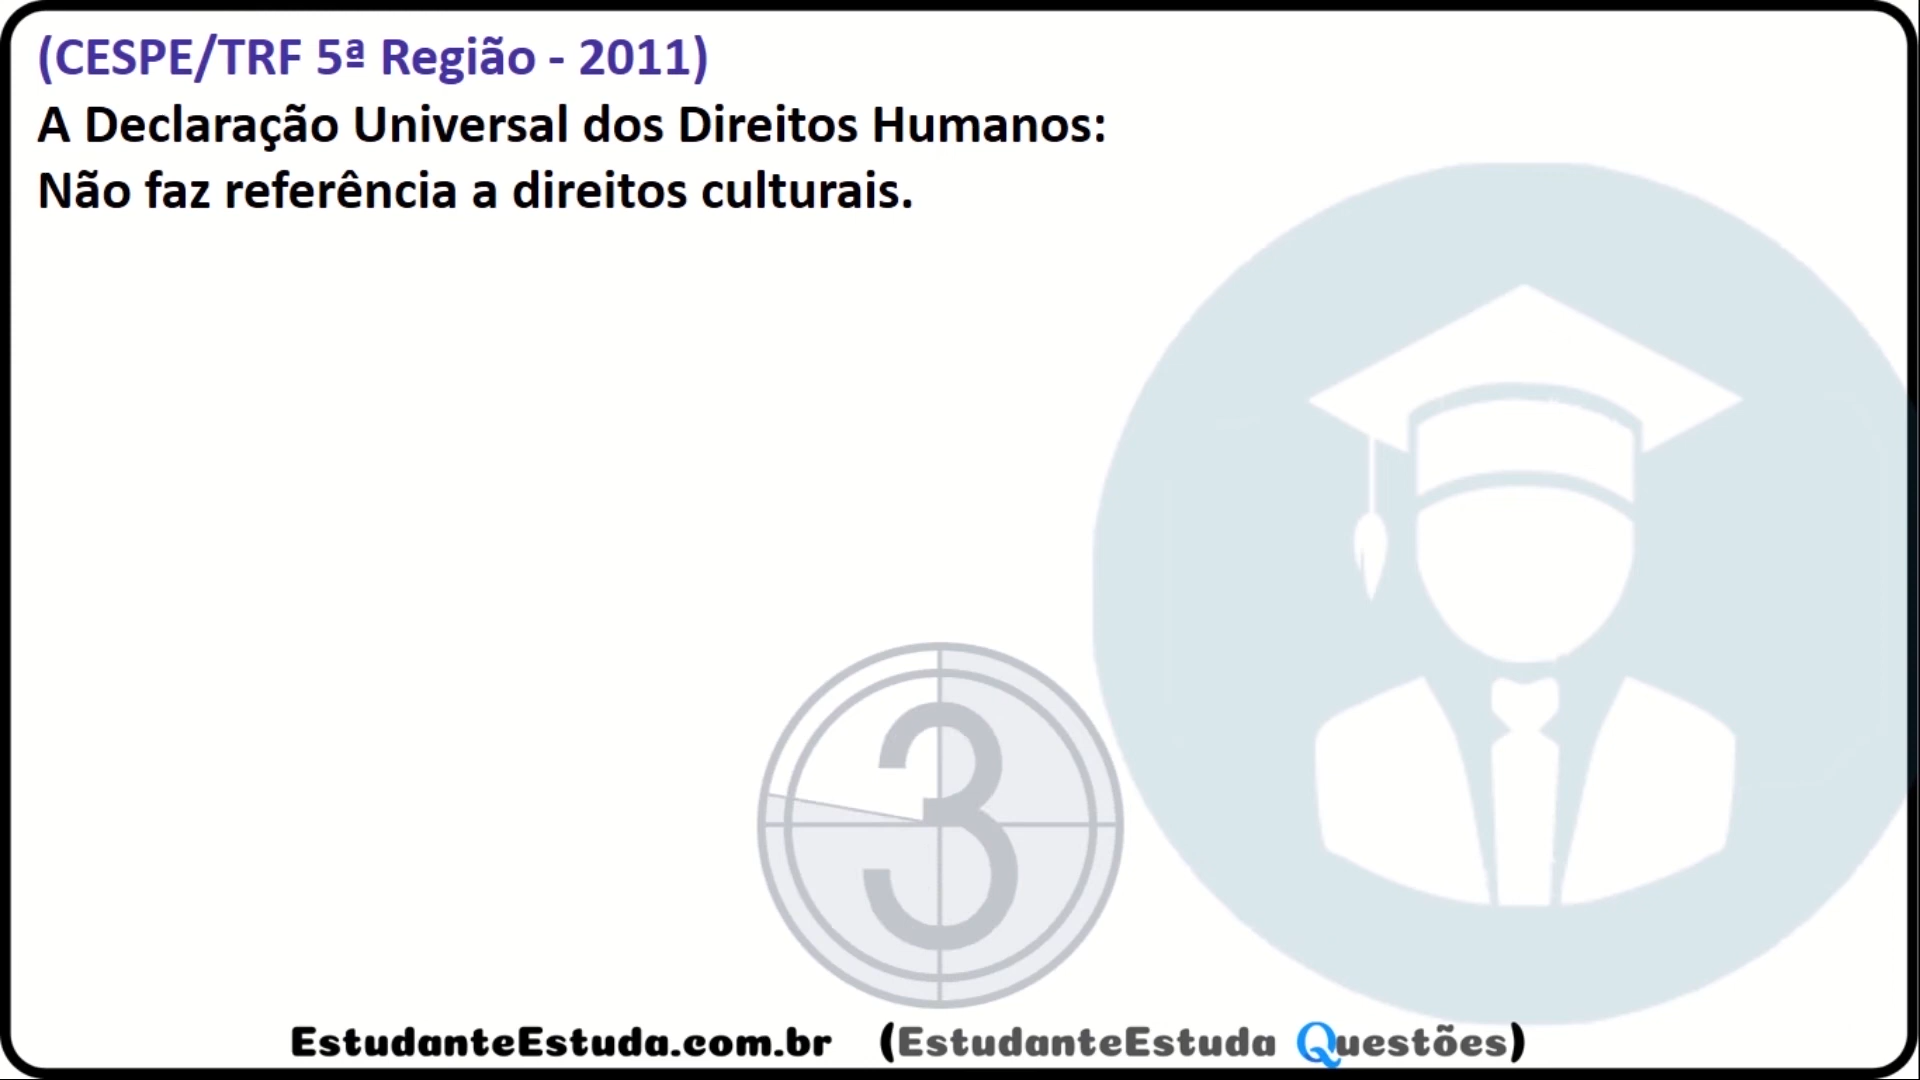 (CESPE/TRF 5ª Região - 2011)
A Declaração Universal dos Direitos Humanos:
Não faz referência a direitos culturais.
3
EstudanteEstuda.com.br (EstudanteEstuda Questões)